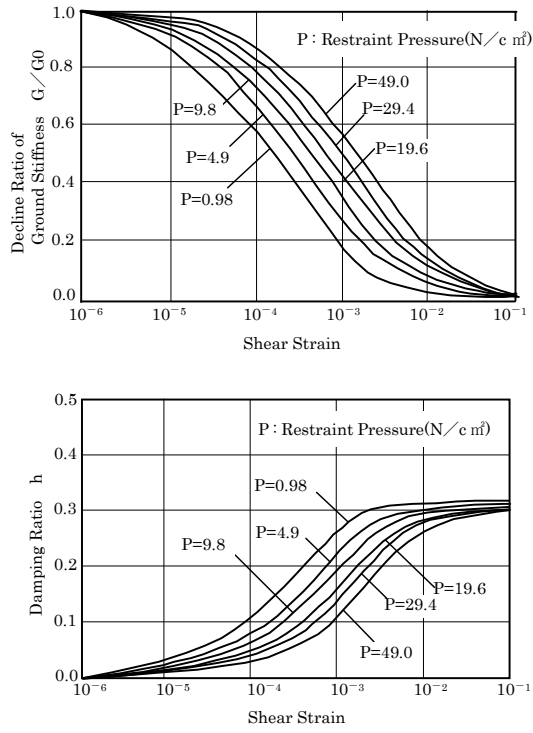 P : Restraint Pressure(N／c ㎡)
Decline Ratio of
Ground Stiffness G／G0
1.0
0.8
0.6
0.4
0.2
0.0
P=49.0
P=29.4
P=19.6
P=9.8
P=4.9
P=0.98
10⁻⁶
10⁻⁵
10⁻⁴
10⁻³
10⁻²
10⁻¹
Shear Strain
P : Restraint Pressure(N／c ㎡)
Damping Ratio h
0.5
0.4
0.3
0.2
0.1
0.0
P=0.98
P=4.9
P=9.8
P=19.6
P=29.4
P=49.0
10⁻⁶
10⁻⁵
10⁻⁴
10⁻³
10⁻²
10⁻¹
Shear Strain